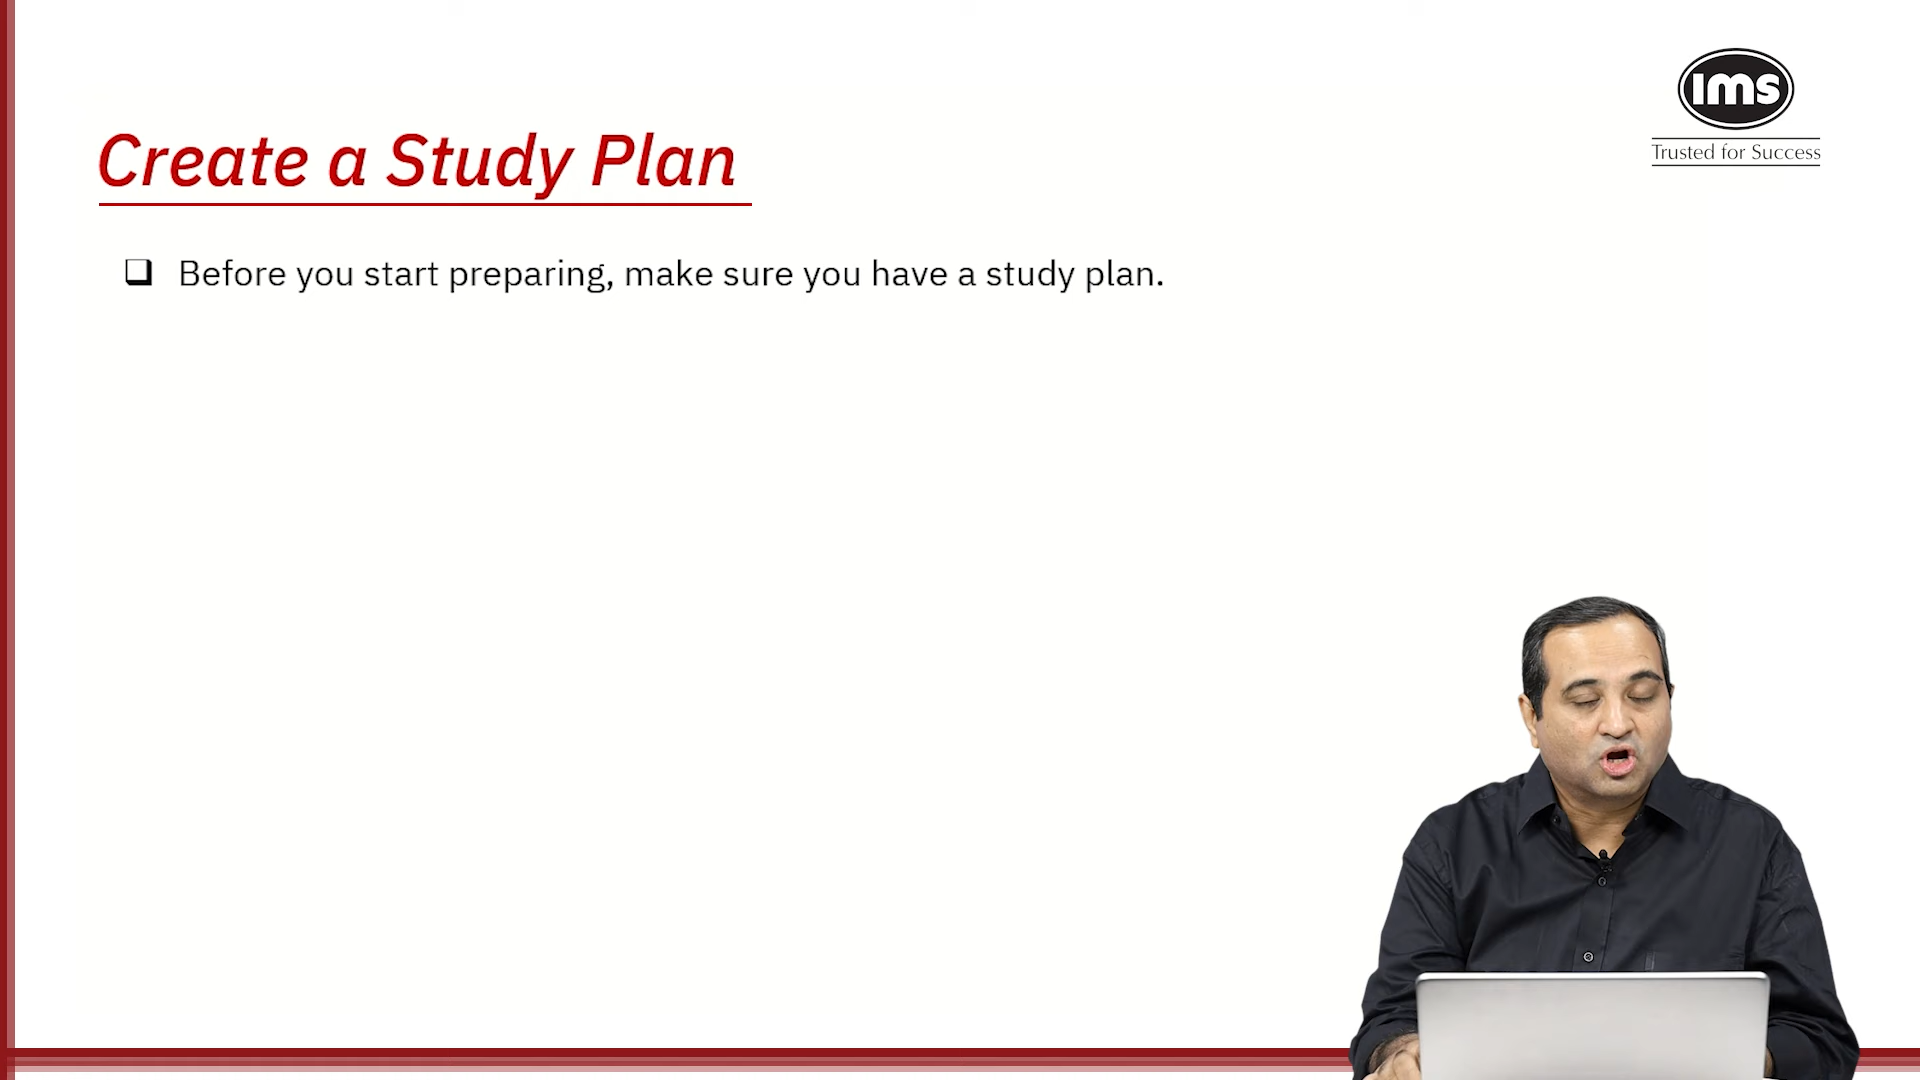 ims
Trusted for Success
Create a Study Plan
Before you start preparing, make sure you have a study plan.